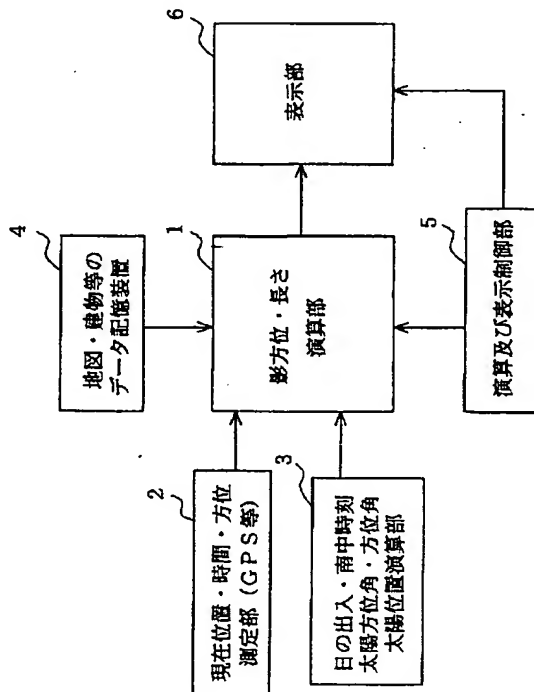 4
地図・建物等の
データ記憶装置
2
現在位置・時間・方位
測定部(GPS等)
1
影方位・長さ
演算部
6
表示部
3
日の出入・南中時刻
太陽方位角・方位角
太陽位置演算部
5
演算及び表示制御部